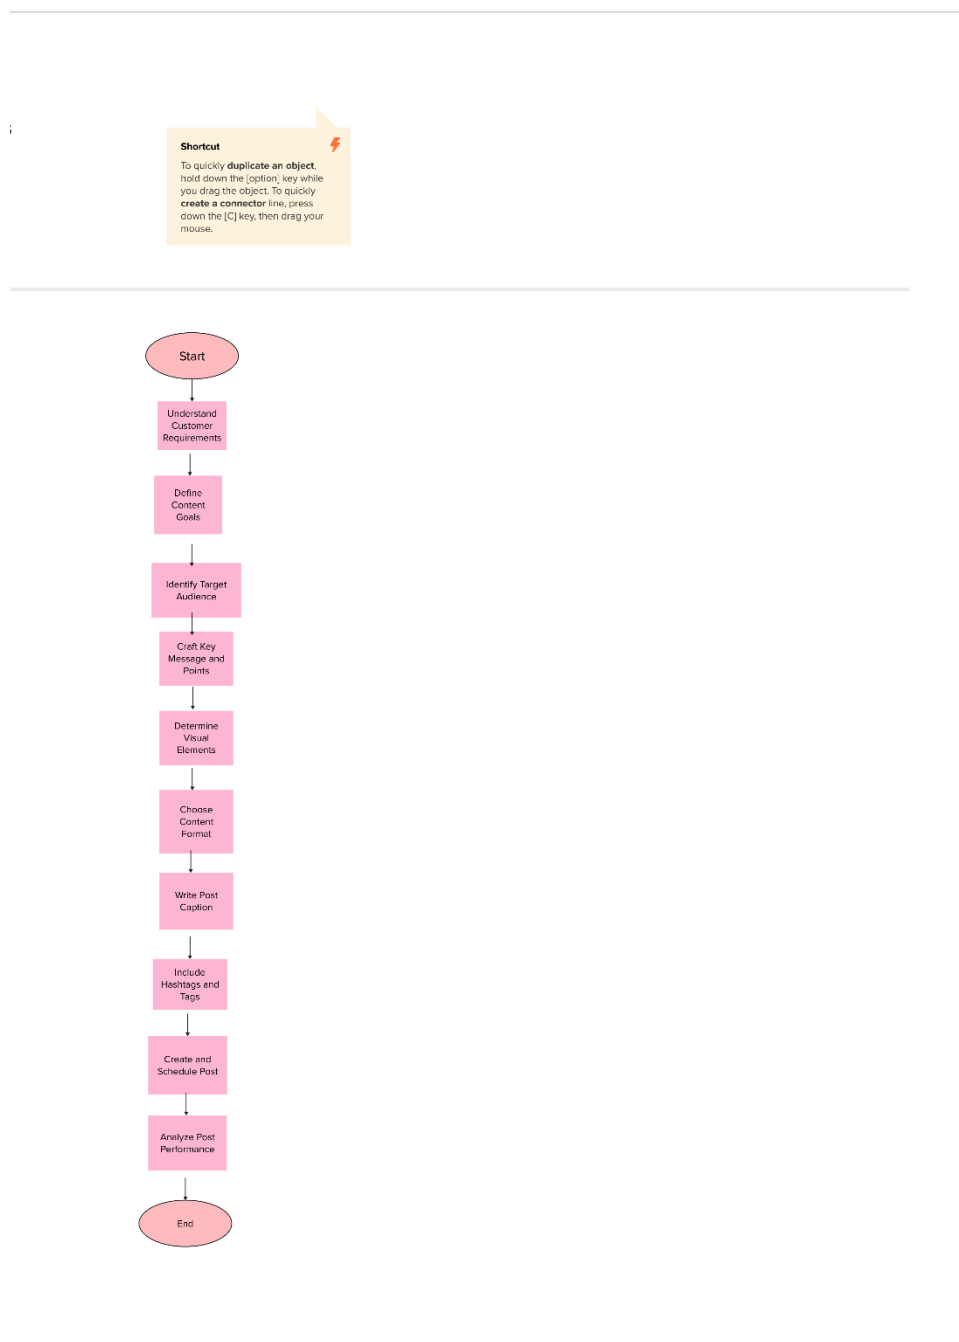 s
Shortcut
To quickly duplicate an object,
hold down the [option] key while
you drag the object. To quickly
create a connector line, press
down the [C] key, then drag your
mouse.
Start
Understand
Customer
Requirements
Define
Content
Goals
Identify Target
Audience
Craft Key
Message and
Points
Determine
Visual
Elements
Choose
Content
Format
Write Post
Caption
Include
Hashtags and
Tags
Create and
Schedule Post
Analyze Post
Performance
End